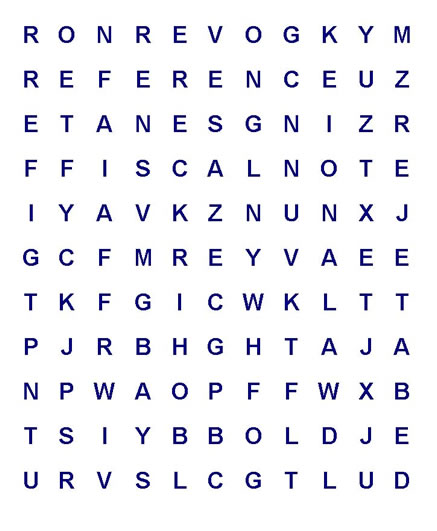 R O N R E V O G K Y M
R E F E R E N C E U Z
E T A N E S G N I Z R
F F I S C A L N O T E
I Y A V K Z N U N X J
G C F M R E Y V A E E
T K F G I C W K L T T
P J R B H G H T A J A
N P W A O P F F W X B
T S I Y B B O L D J E
U R V S L C G T L U D